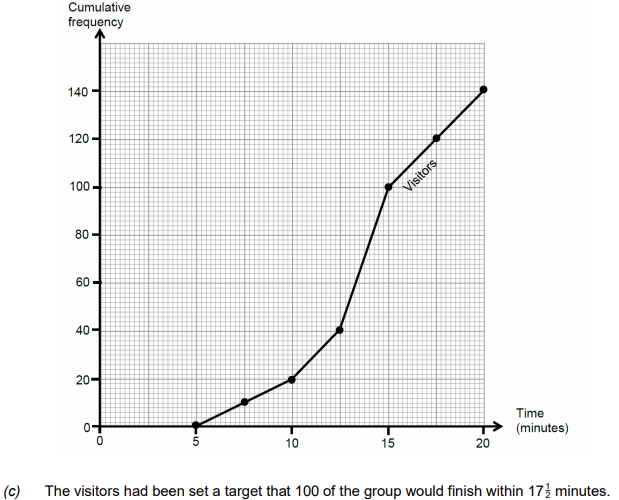 Cumulative
frequency
140
120
100
80
60
40
20
0
0 5 10 15 20
Visitors
Time
(minutes)
(c) The visitors had been set a target that 100 of the group would finish within 17½ minutes.